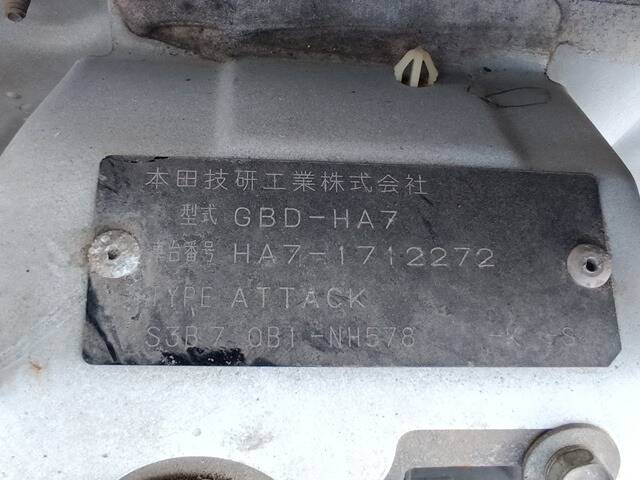 本田技研工業株式会社
型式 GBD-HA7
車台番号 HA7-1712272
TYPE ATTACK
S3B7 0B1 -NH578 -K S